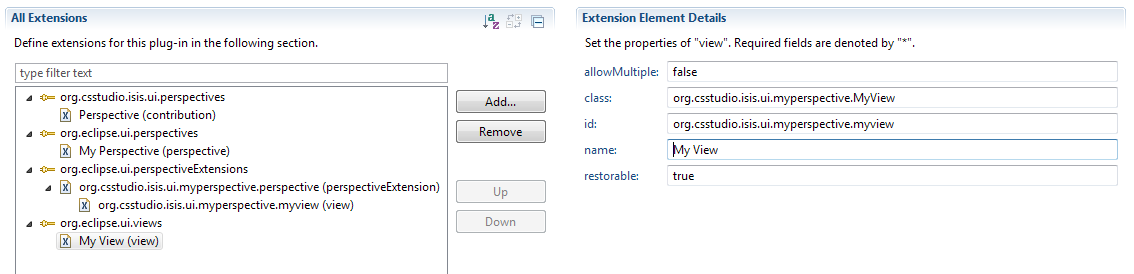 All Extensions
Define extensions for this plug-in in the following section.
type filter text
org.csstudio.isis.ui.perspectives
Perspective (contribution)
org.eclipse.ui.perspectives
My Perspective (perspective)
org.eclipse.ui.perspectiveExtensions
org.csstudio.isis.ui.myperspective.perspective (perspectiveExtension)
org.csstudio.isis.ui.myperspective.myview (view)
org.eclipse.ui.views
My View (view)
Add...
Remove
Up
Down
Extension Element Details
Set the properties of "view". Required fields are denoted by "*".
allowMultiple: false
class: org.csstudio.isis.ui.myperspective.MyView
id: org.csstudio.isis.ui.myperspective.myview
name: My View
restorable: true